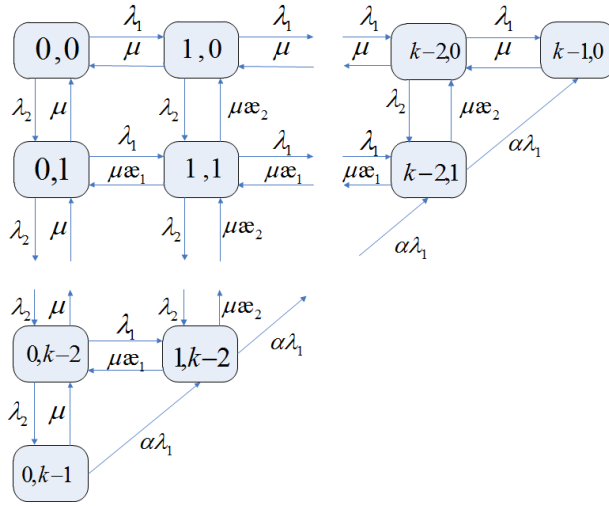 λ₁ λ₁ λ₁ λ₁
0,0 μ 1,0 μ μ k−2,0 μ k−1,0
λ₂ μ λ₂ μæ₂ λ₂ μæ₂
λ₁ λ₁ λ₁ αλ₁
0,1 μæ₁ 1,1 μæ₁ μæ₁ k−2,1
λ₂ μ λ₂ μæ₂ αλ₁
λ₂ μ λ₂ μæ₂
λ₁
0,k−2 μæ₁ 1,k−2 αλ₁
λ₂ μ αλ₁
0,k−1